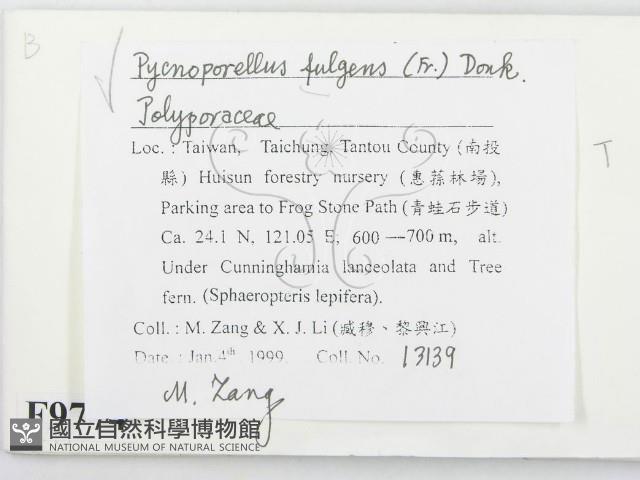 B
Pycnoporellus fulgens (Fr.) Donk.
Polyporaceae
Loc. : Taiwan, Taichung, Tantou County (南投
縣) Huisun forestry nursery (惠蓀林場),
Parking area to Frog Stone Path (青蛙石步道)
Ca. 24.1 N, 121.05 E, 600 —700 m, alt.
Under Cunninghamia lanceolata and Tree
fern. (Sphaeropteris lepifera).
Coll. : M. Zang & X. J. Li (臧穆、黎興江)
Date : Jan.4th 1999. Coll. No. 13139
M. Zang
T
F97
國立自然科學博物館
NATIONAL MUSEUM OF NATURAL SCIENCE